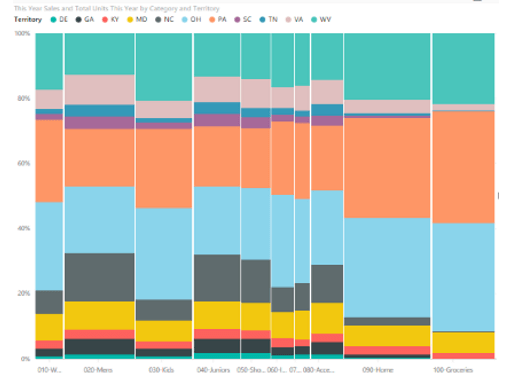 This Year Sales and Total Units This Year by Category and Territory
Territory DE GA KY MD NC OH PA SC TN VA WV
100%
80%
60%
40%
20%
0%
010-W... 020-Mens 030-Kids 040-Juniors 050-Sho... 060-I... 07... 080-Acce... 090-Home 100-Groceries